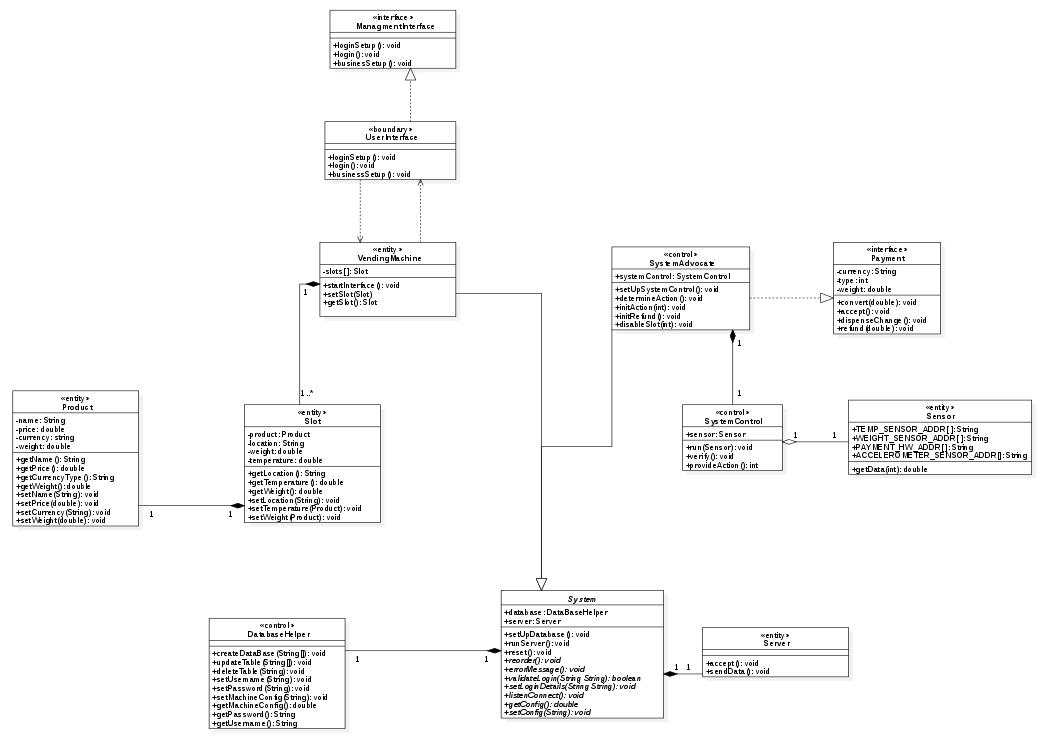 «interface»
ManagmentInterface
+loginSetup(): void
+login(): void
+businesSetup(): void
«boundary»
UserInterface
+loginSetup(): void
+login(): void
+businessSetup(): void
«entity»
VendingMachine
-slots[]: Slot
+startInterface(): void
+setSlot(Slot)
+getSlot(): Slot
1
1..*
«control»
SystemAdvocate
+systemControl: SystemControl
+setUpSystemControl(): void
+determineAction(): void
+initAction(int): void
+initRefund(): void
+disableSlot(int): void
1
1
«interface»
Payment
-currency: String
-type: int
-weight: double
+convert(double): void
+accept(): void
+dispenseChange(): void
+refund(double): void
«entity»
Product
-name: String
-price: double
-currency: string
-weight: double
+getName(): String
+getPrice(): double
+getCurrencyType(): String
+getWeight(): double
+setName(String): void
+setPrice(double): void
+setCurrency(String): void
+setWeight(double): void
1
1
«entity»
Slot
-product: Product
-location: String
-weight: double
-temperature: double
+getLocation(): String
+getTemperature(): double
+getWeight(): double
+setLocation(String): void
+setTemperature(Product): void
+setWeight(Product): void
«control»
SystemControl
+sensor: Sensor
+run(Sensor): void
+verify(): void
+provideAction(): int
1
1
«entity»
Sensor
+TEMP_SENSOR_ADDR[]:String
+WEIGHT_SENSOR_ADDR[]:String
+PAYMENT_HW_ADDR[]:String
+ACCELEROMETER_SENSOR_ADDR[]:String
+getData(int): double
«control»
DatabaseHelper
+createDataBase(String[]): void
+updateTable(String[]): void
+deleteTable(String): void
+setUsername(String): void
+setPassword(String): void
+setMachineConfig(String): void
+getMachineConfig(): double
+getPassword(): String
+getUsername(): String
1
1
System
+database: DataBaseHelper
+server: Server
+setUpDatabase(): void
+runServer(): void
+reset(): void
+reorder(): void
+errorMessage(): void
+validateLogin(String String): boolean
+setLoginDetails(String String): void
+listenConnect(): void
+getConfig(): double
+setConfig(String): void
1
1
«entity»
Server
+accept(): void
+sendData(): void